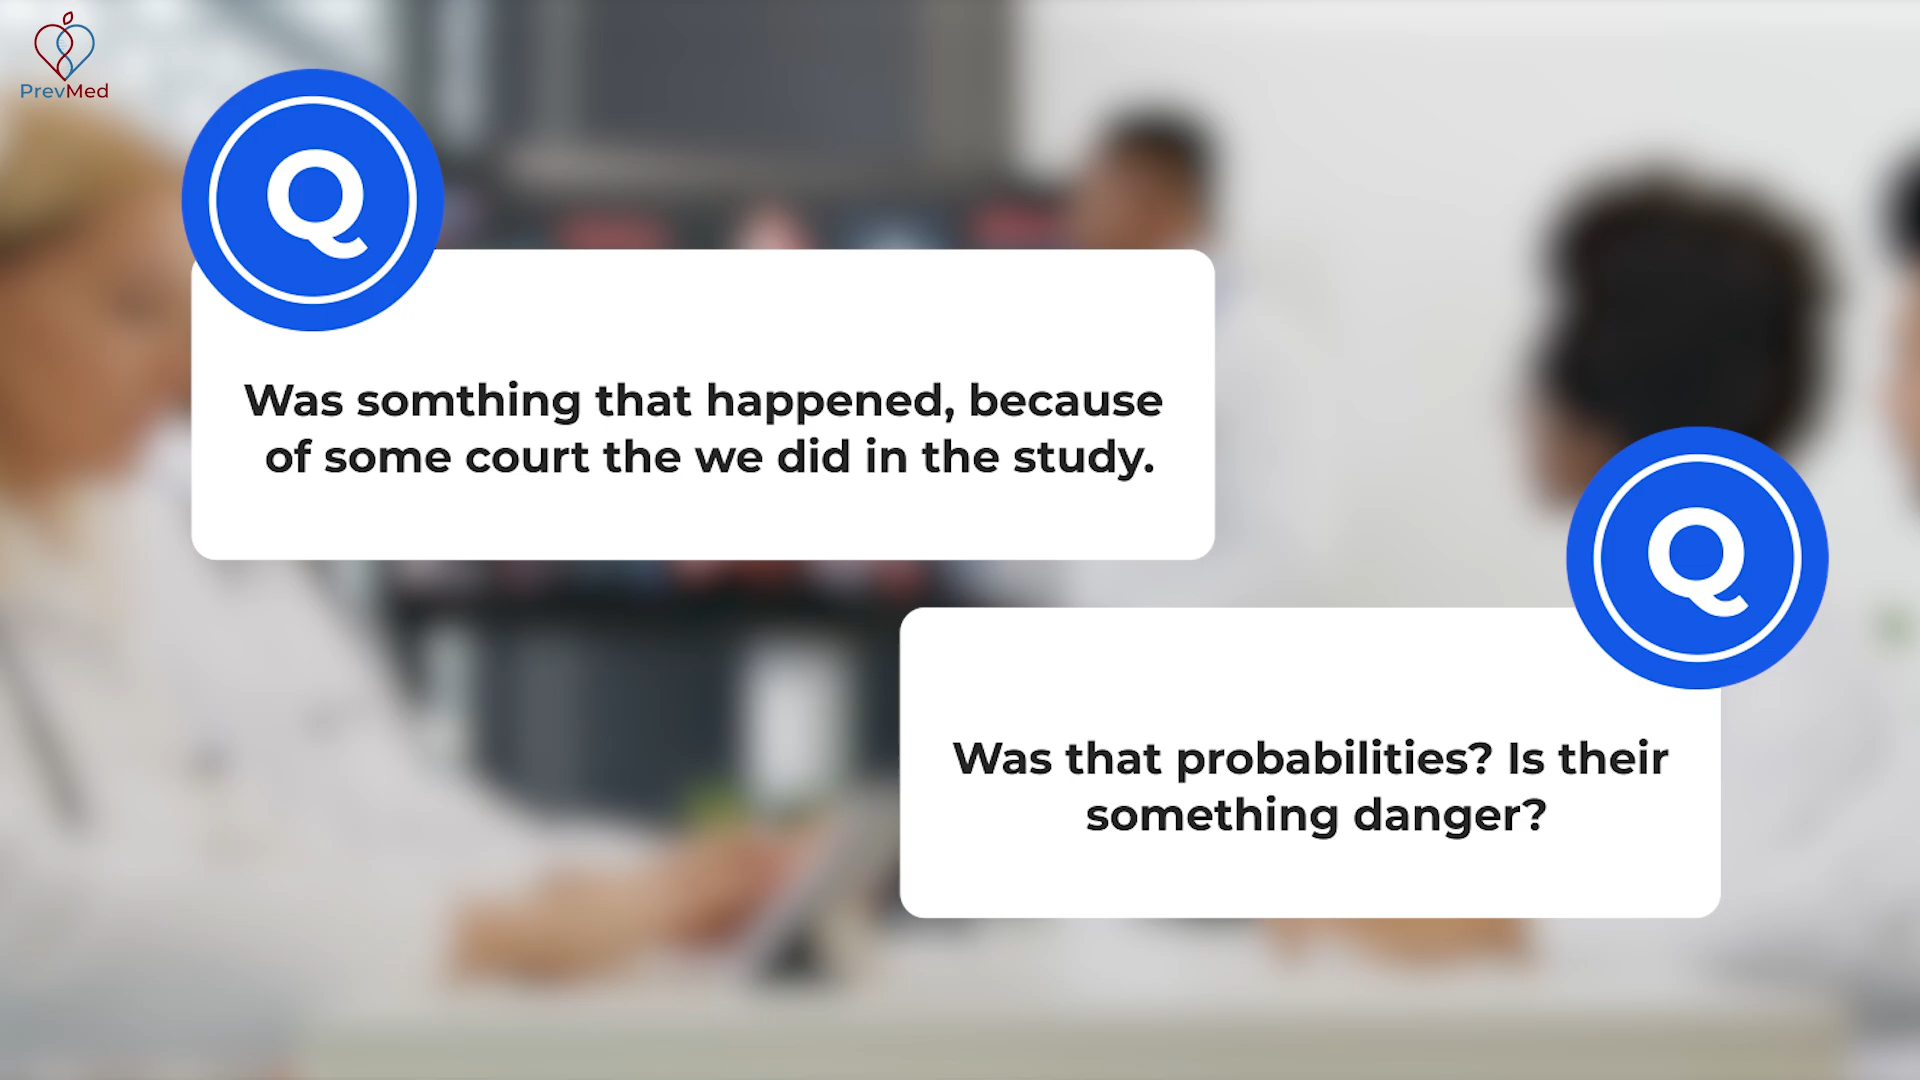 PrevMed
Q
Was somthing that happened, because
of some court the we did in the study.
Q
Was that probabilities? Is their
something danger?